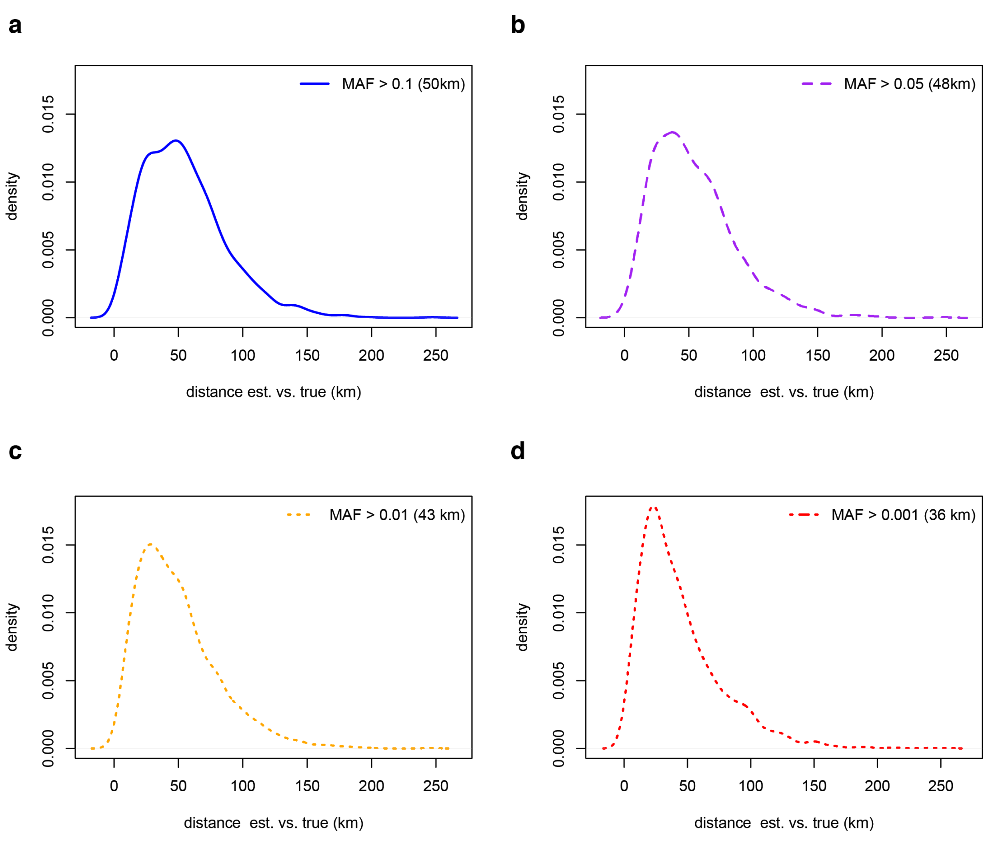 a
MAF > 0.1 (50km)
density
0.015
0.010
0.005
0.000
0 50 100 150 200 250
distance est. vs. true (km)
b
MAF > 0.05 (48km)
density
0.015
0.010
0.005
0.000
0 50 100 150 200 250
distance est. vs. true (km)
c
MAF > 0.01 (43 km)
density
0.015
0.010
0.005
0.000
0 50 100 150 200 250
distance est. vs. true (km)
d
MAF > 0.001 (36 km)
density
0.015
0.010
0.005
0.000
0 50 100 150 200 250
distance est. vs. true (km)